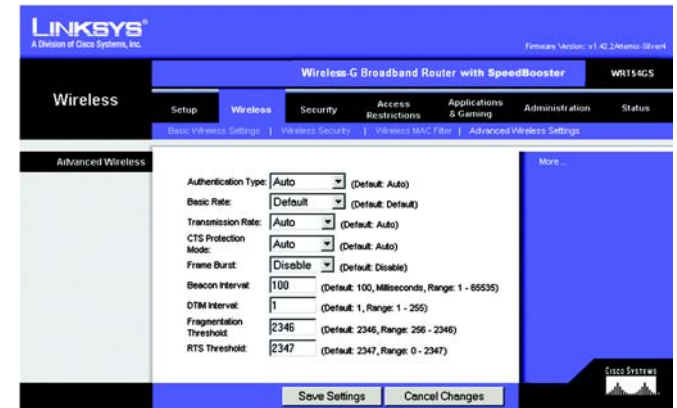 LINKSYS®
A Division of Cisco Systems, Inc.
Firmware Version: v1.42.2
Wireless-G Broadband Router with SpeedBooster WRT54GS
Wireless
Setup Wireless Security Access Restrictions Applications & Gaming Administration Status
Basic Wireless Settings | Wireless Security | Wireless MAC Filter | Advanced Wireless Settings
Advanced Wireless
More...
Authentication Type: Auto (Default: Auto)
Basic Rate: Default (Default: Default)
Transmission Rate: Auto (Default: Auto)
CTS Protection Mode: Auto (Default: Auto)
Frame Burst: Disable (Default: Disable)
Beacon Interval: 100 (Default: 100, Milliseconds, Range: 1 - 65535)
DTIM Interval: 1 (Default: 1, Range: 1 - 255)
Fragmentation Threshold: 2346 (Default: 2346, Range: 256 - 2346)
RTS Threshold: 2347 (Default: 2347, Range: 0 - 2347)
Save Settings Cancel Changes
CISCO SYSTEMS